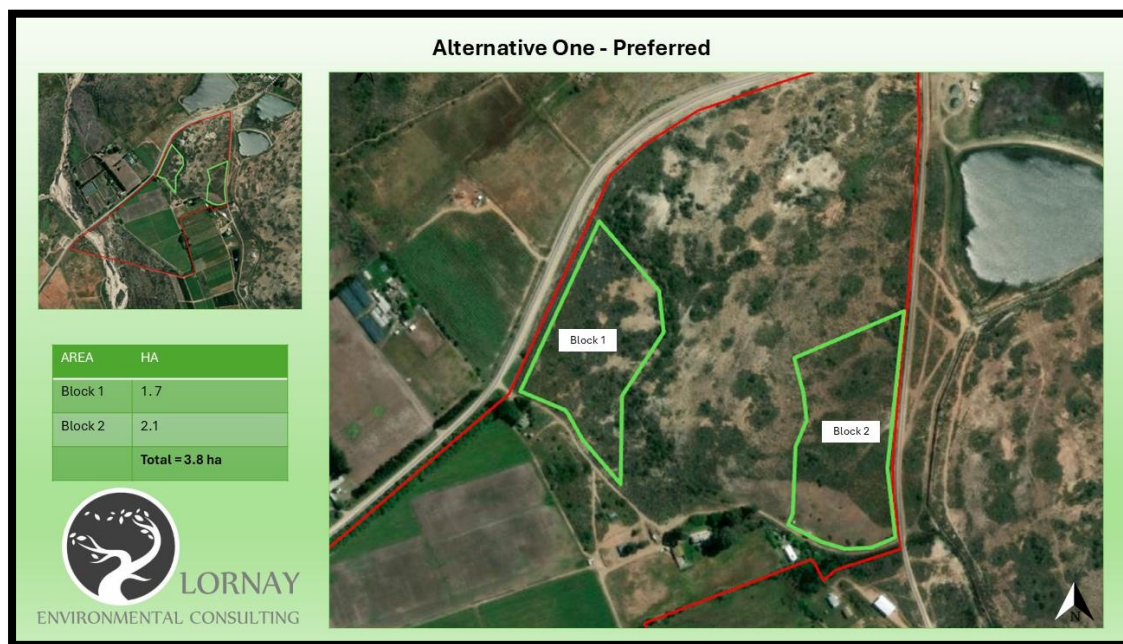 Alternative One - Preferred
AREA HA
Block 1 1.7
Block 2 2.1
Total = 3.8 ha
LORNAY
ENVIRONMENTAL CONSULTING
Block 1
Block 2
N